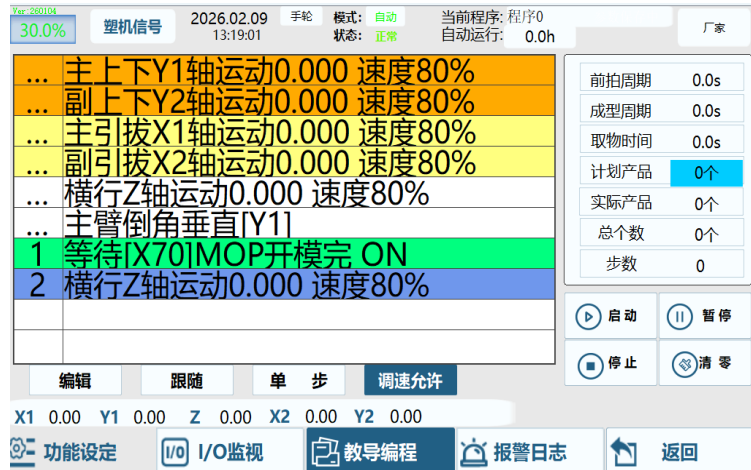 Ver:260104
30.0%
塑机信号
2026.02.09
13:19:01
手轮
模式: 自动
状态: 正常
当前程序: 程序0
自动运行: 0.0h
厂家
... 主上下Y1轴运动0.000 速度80%
... 副上下Y2轴运动0.000 速度80%
... 主引拔X1轴运动0.000 速度80%
... 副引拔X2轴运动0.000 速度80%
... 横行Z轴运动0.000 速度80%
... 主臂倒角垂直[Y1]
1 等待[X70]MOP开模完 ON
2 横行Z轴运动0.000 速度80%
前拍周期 0.0s
成型周期 0.0s
取物时间 0.0s
计划产品 0个
实际产品 0个
总个数 0个
步数 0
启动
暂停
停止
清零
编辑
跟随
单 步
调速允许
X1 0.00 Y1 0.00 Z 0.00 X2 0.00 Y2 0.00
功能设定
I/O I/O监视
教导编程
报警日志
返回